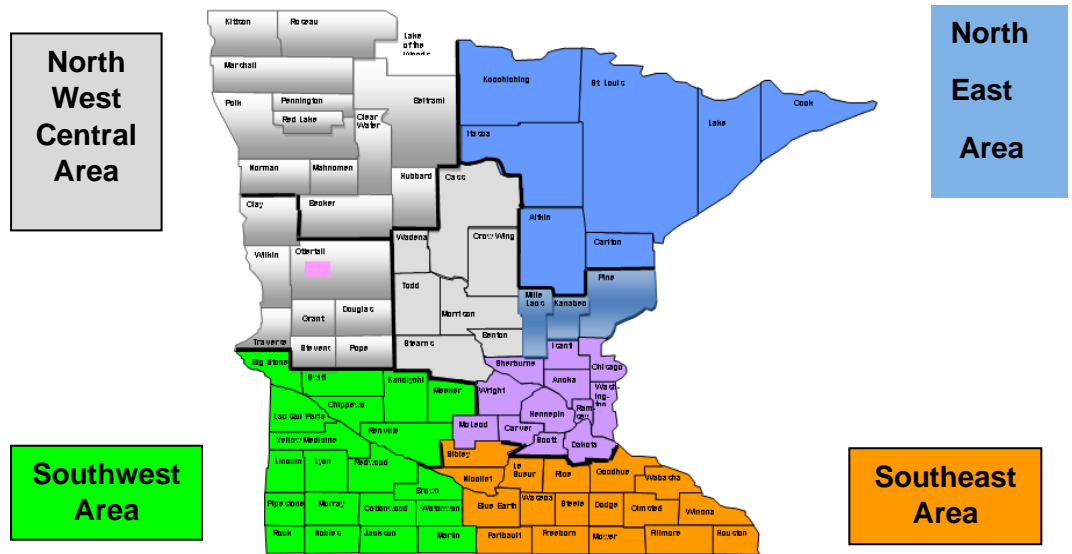 North
West
Central
Area
North
East
Area
Southwest
Area
Southeast
Area
Kittson
Roseau
Lake
of the
Woods
Marshall
Beltrami
Polk
Pennington
Red Lake
Clear
Water
Norman
Mahnomen
Hubbard
Clay
Becker
Wilkin
Ottertail
Grant
Douglas
Traverse
Stevens
Pope
Koochiching
St Louis
Lake
Cook
Itasca
Aitkin
Carlton
Pine
Mille
Lacs
Kanabec
Cass
Wadena
Crow Wing
Todd
Morrison
Benton
Stearns
Sherburne
Isanti
Chicago
Wright
Anoka
Wash-
ing-
ton
Ram-
sey
Hennepin
McLeod
Carver
Scott
Dakota
Big Stone
Swift
Kandiyohi
Meeker
Chippewa
Lac Qui Parle
Renville
Yellow Medicine
Lincoln
Lyon
Redwood
Brown
Pipestone
Murray
Cottonwood
Watonwan
Rock
Nobles
Jackson
Martin
Sibley
Nicollet
Le
Sueur
Rice
Goodhue
Wabasha
Blue Earth
Waseca
Steele
Dodge
Olmsted
Winona
Faribault
Freeborn
Mower
Fillmore
Houston